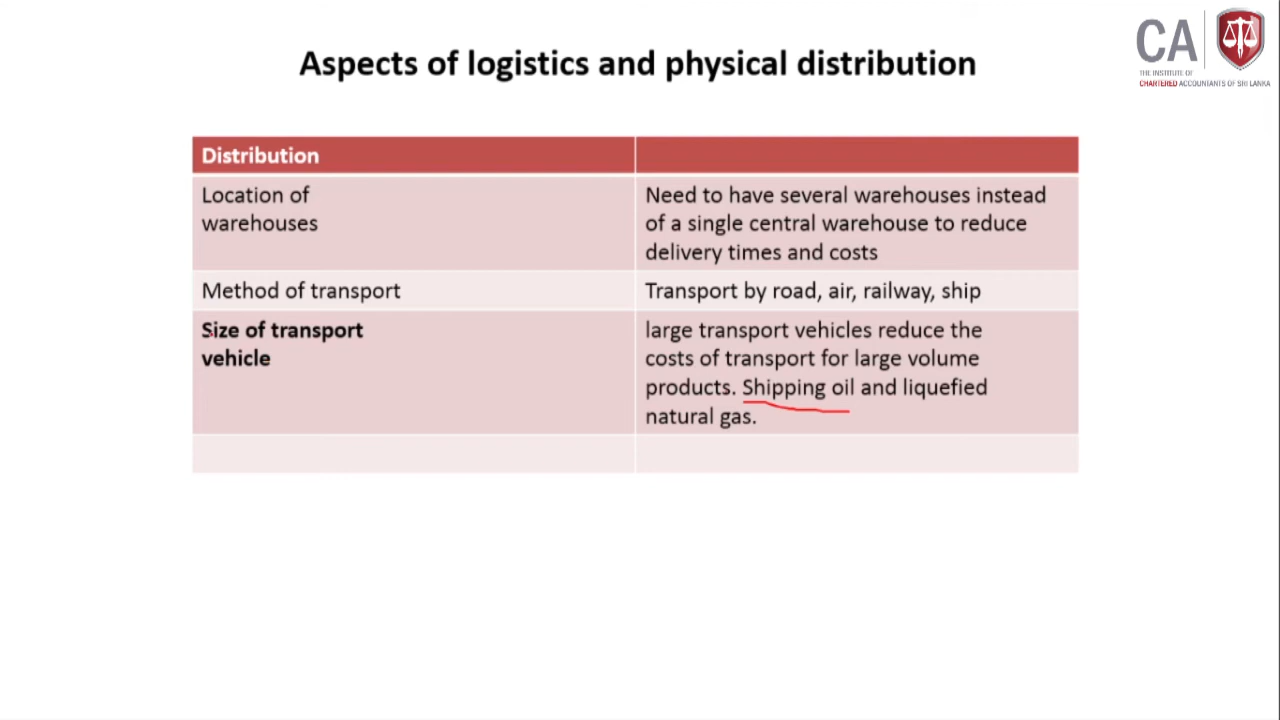 CA
THE INSTITUTE OF
CHARTERED ACCOUNTANTS OF SRI LANKA
Aspects of logistics and physical distribution
Distribution
Location of
warehouses
Need to have several warehouses instead
of a single central warehouse to reduce
delivery times and costs
Method of transport
Transport by road, air, railway, ship
Size of transport
vehicle
large transport vehicles reduce the
costs of transport for large volume
products. Shipping oil and liquefied
natural gas.